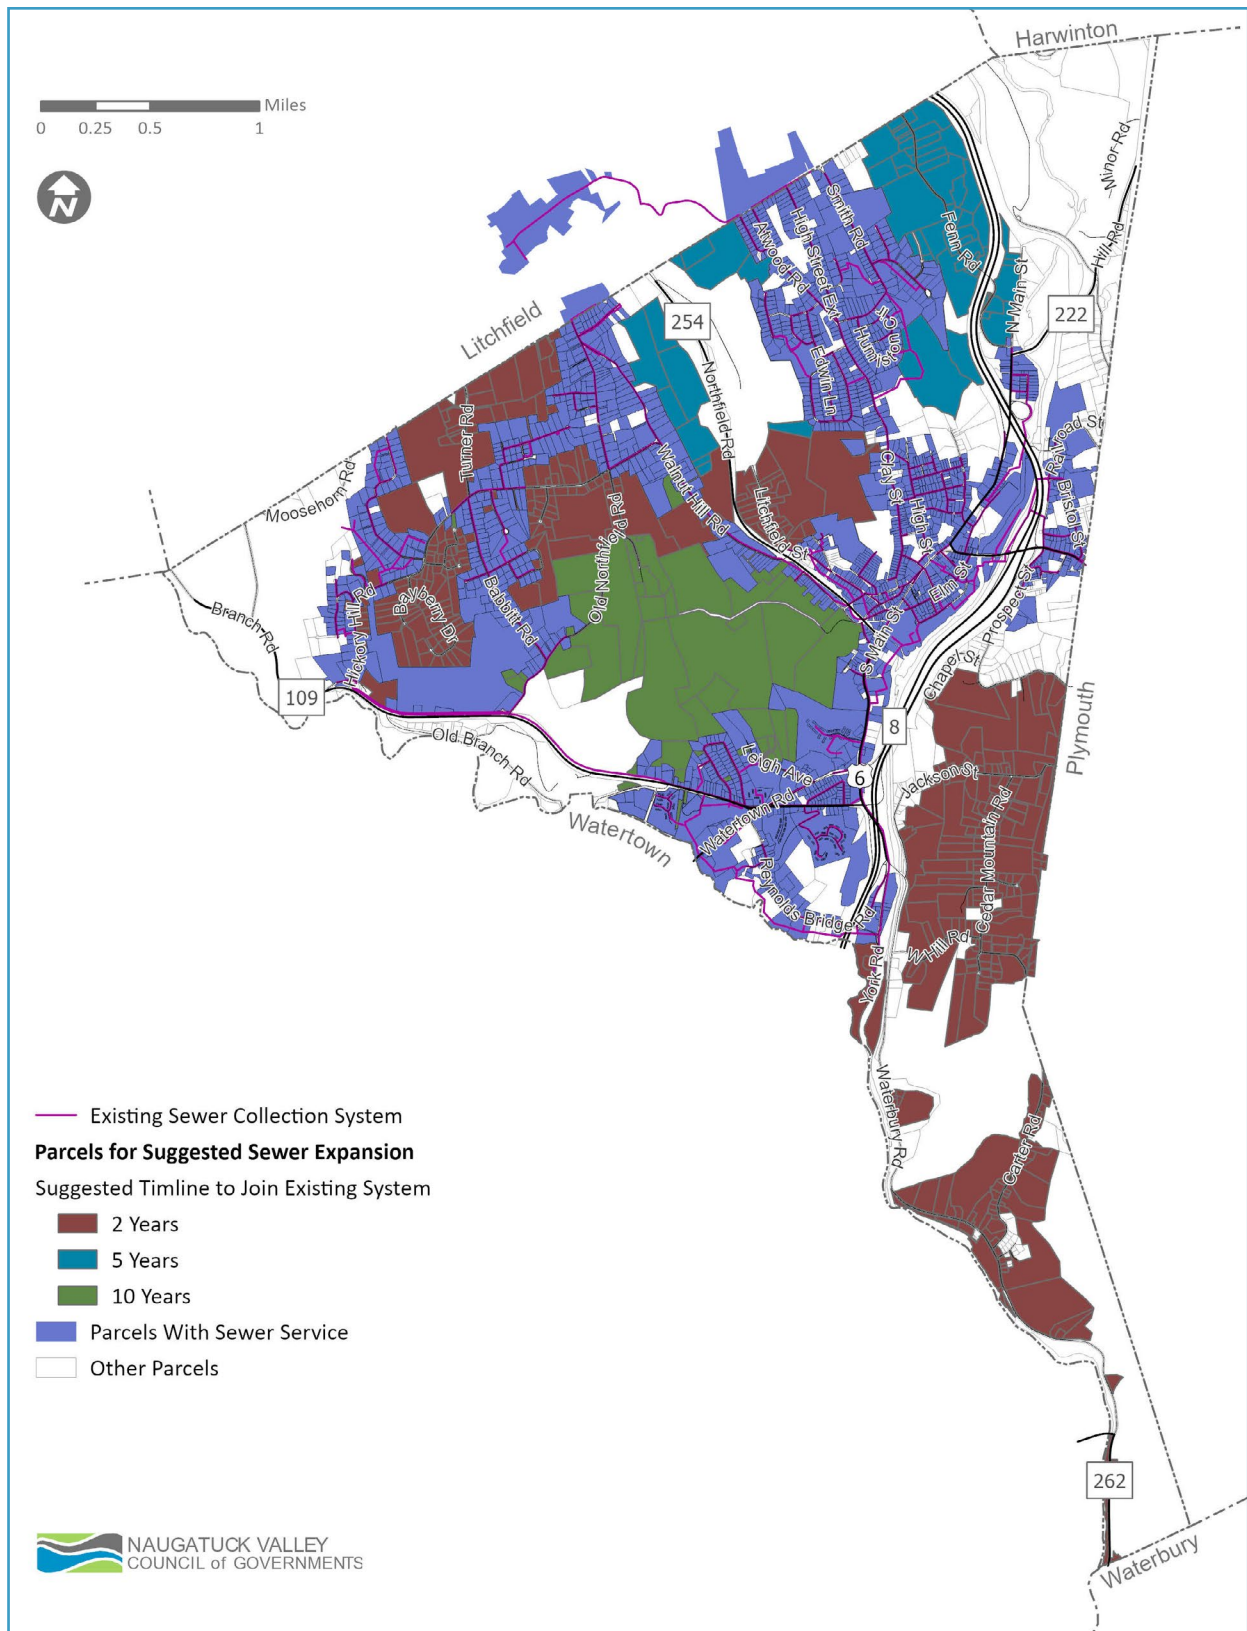 Harwinton
Miles
0 0.25 0.5 1
N
Minor Rd
Smith Rd
High Street Ext
Atwood Rd
Fenn Rd
Hill Rd
N Main St
222
254
Litchfield
Humiston Cir
Edwin Ln
Northfield Rd
Turner Rd
Railroad St
Walnut Hill Rd
Clay St
Bristol St
Moosehorn Rd
Litchfield St
High St
Old Northfield Rd
Elm St
Prospect St
Babbitt Rd
Bayberry Dr
Hickory Hill Rd
Branch Rd
S Main St
Chapel St
109
8
Plymouth
Old Branch Rd
Leigh Ave
6
Jackson St
Watertown Rd
Watertown
Cedar Mountain Rd
Reynolds Bridge Rd
W Hill Rd
York Rd
Waterbury Rd
Carter Rd
Existing Sewer Collection System
Parcels for Suggested Sewer Expansion
Suggested Timline to Join Existing System
2 Years
5 Years
10 Years
Parcels With Sewer Service
Other Parcels
262
NAUGATUCK VALLEY
COUNCIL of GOVERNMENTS
Waterbury